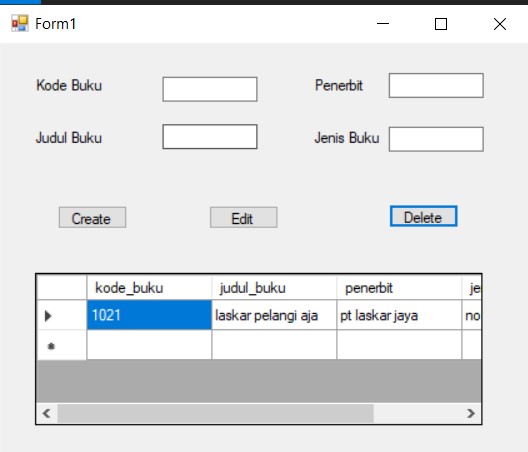 Form1
Kode Buku Penerbit
Judul Buku Jenis Buku
Create Edit Delete
kode_buku judul_buku penerbit je
1021 laskar pelangi aja pt laskar jaya no